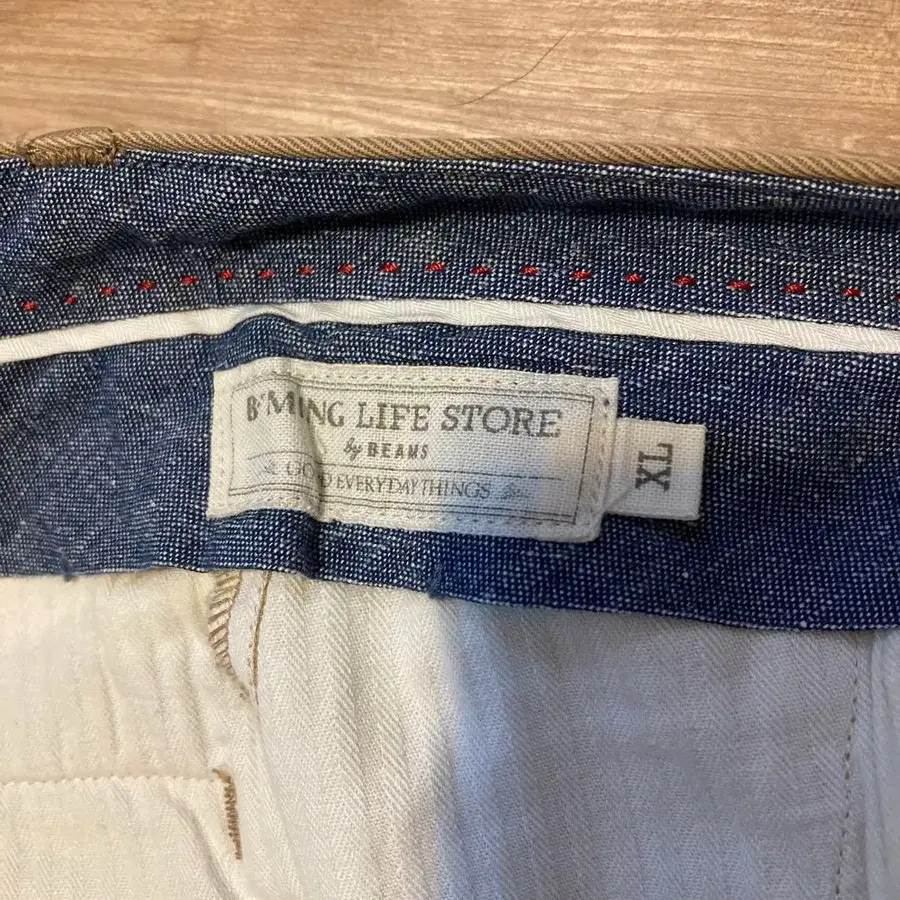 B'MING LIFE STORE
by BEAMS
GOOD EVERYDAY THINGS
XL